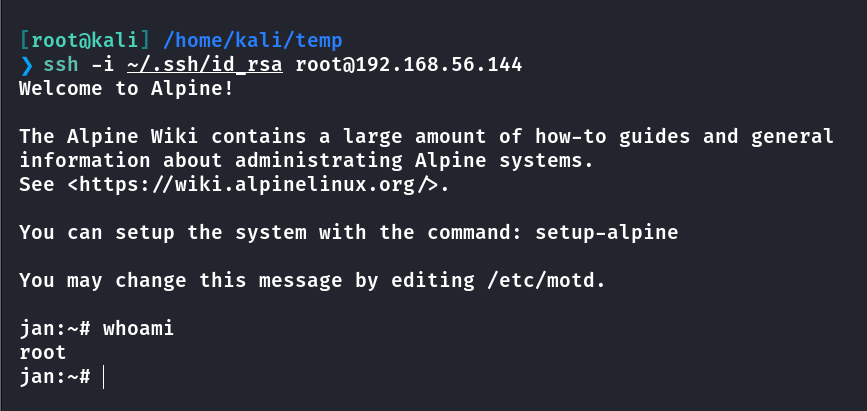 [root@kali] /home/kali/temp
❯ ssh -i ~/.ssh/id_rsa root@192.168.56.144
Welcome to Alpine!
The Alpine Wiki contains a large amount of how-to guides and general
information about administrating Alpine systems.
See <https://wiki.alpinelinux.org/>.
You can setup the system with the command: setup-alpine
You may change this message by editing /etc/motd.
jan:~# whoami
root
jan:~#